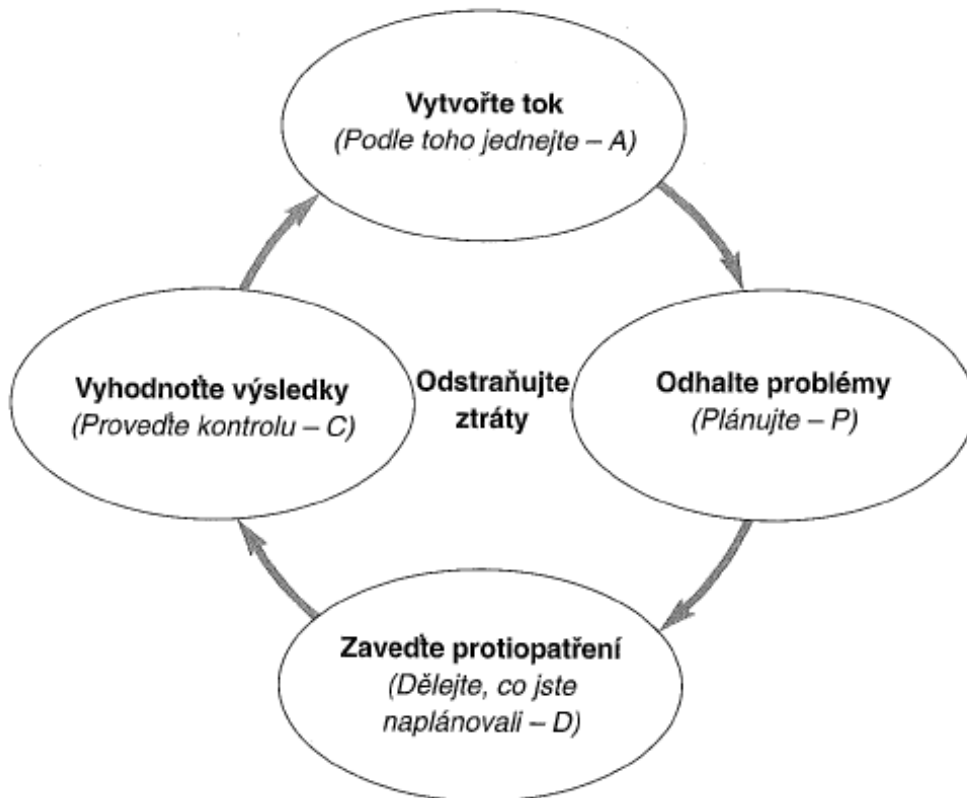 Vytvořte tok
(Podle toho jednejte – A)
Vyhodnoťte výsledky
(Proveďte kontrolu – C)
Odstraňujte
ztráty
Odhalte problémy
(Plánujte – P)
Zaveďte protiopatření
(Dělejte, co jste
naplánovali – D)